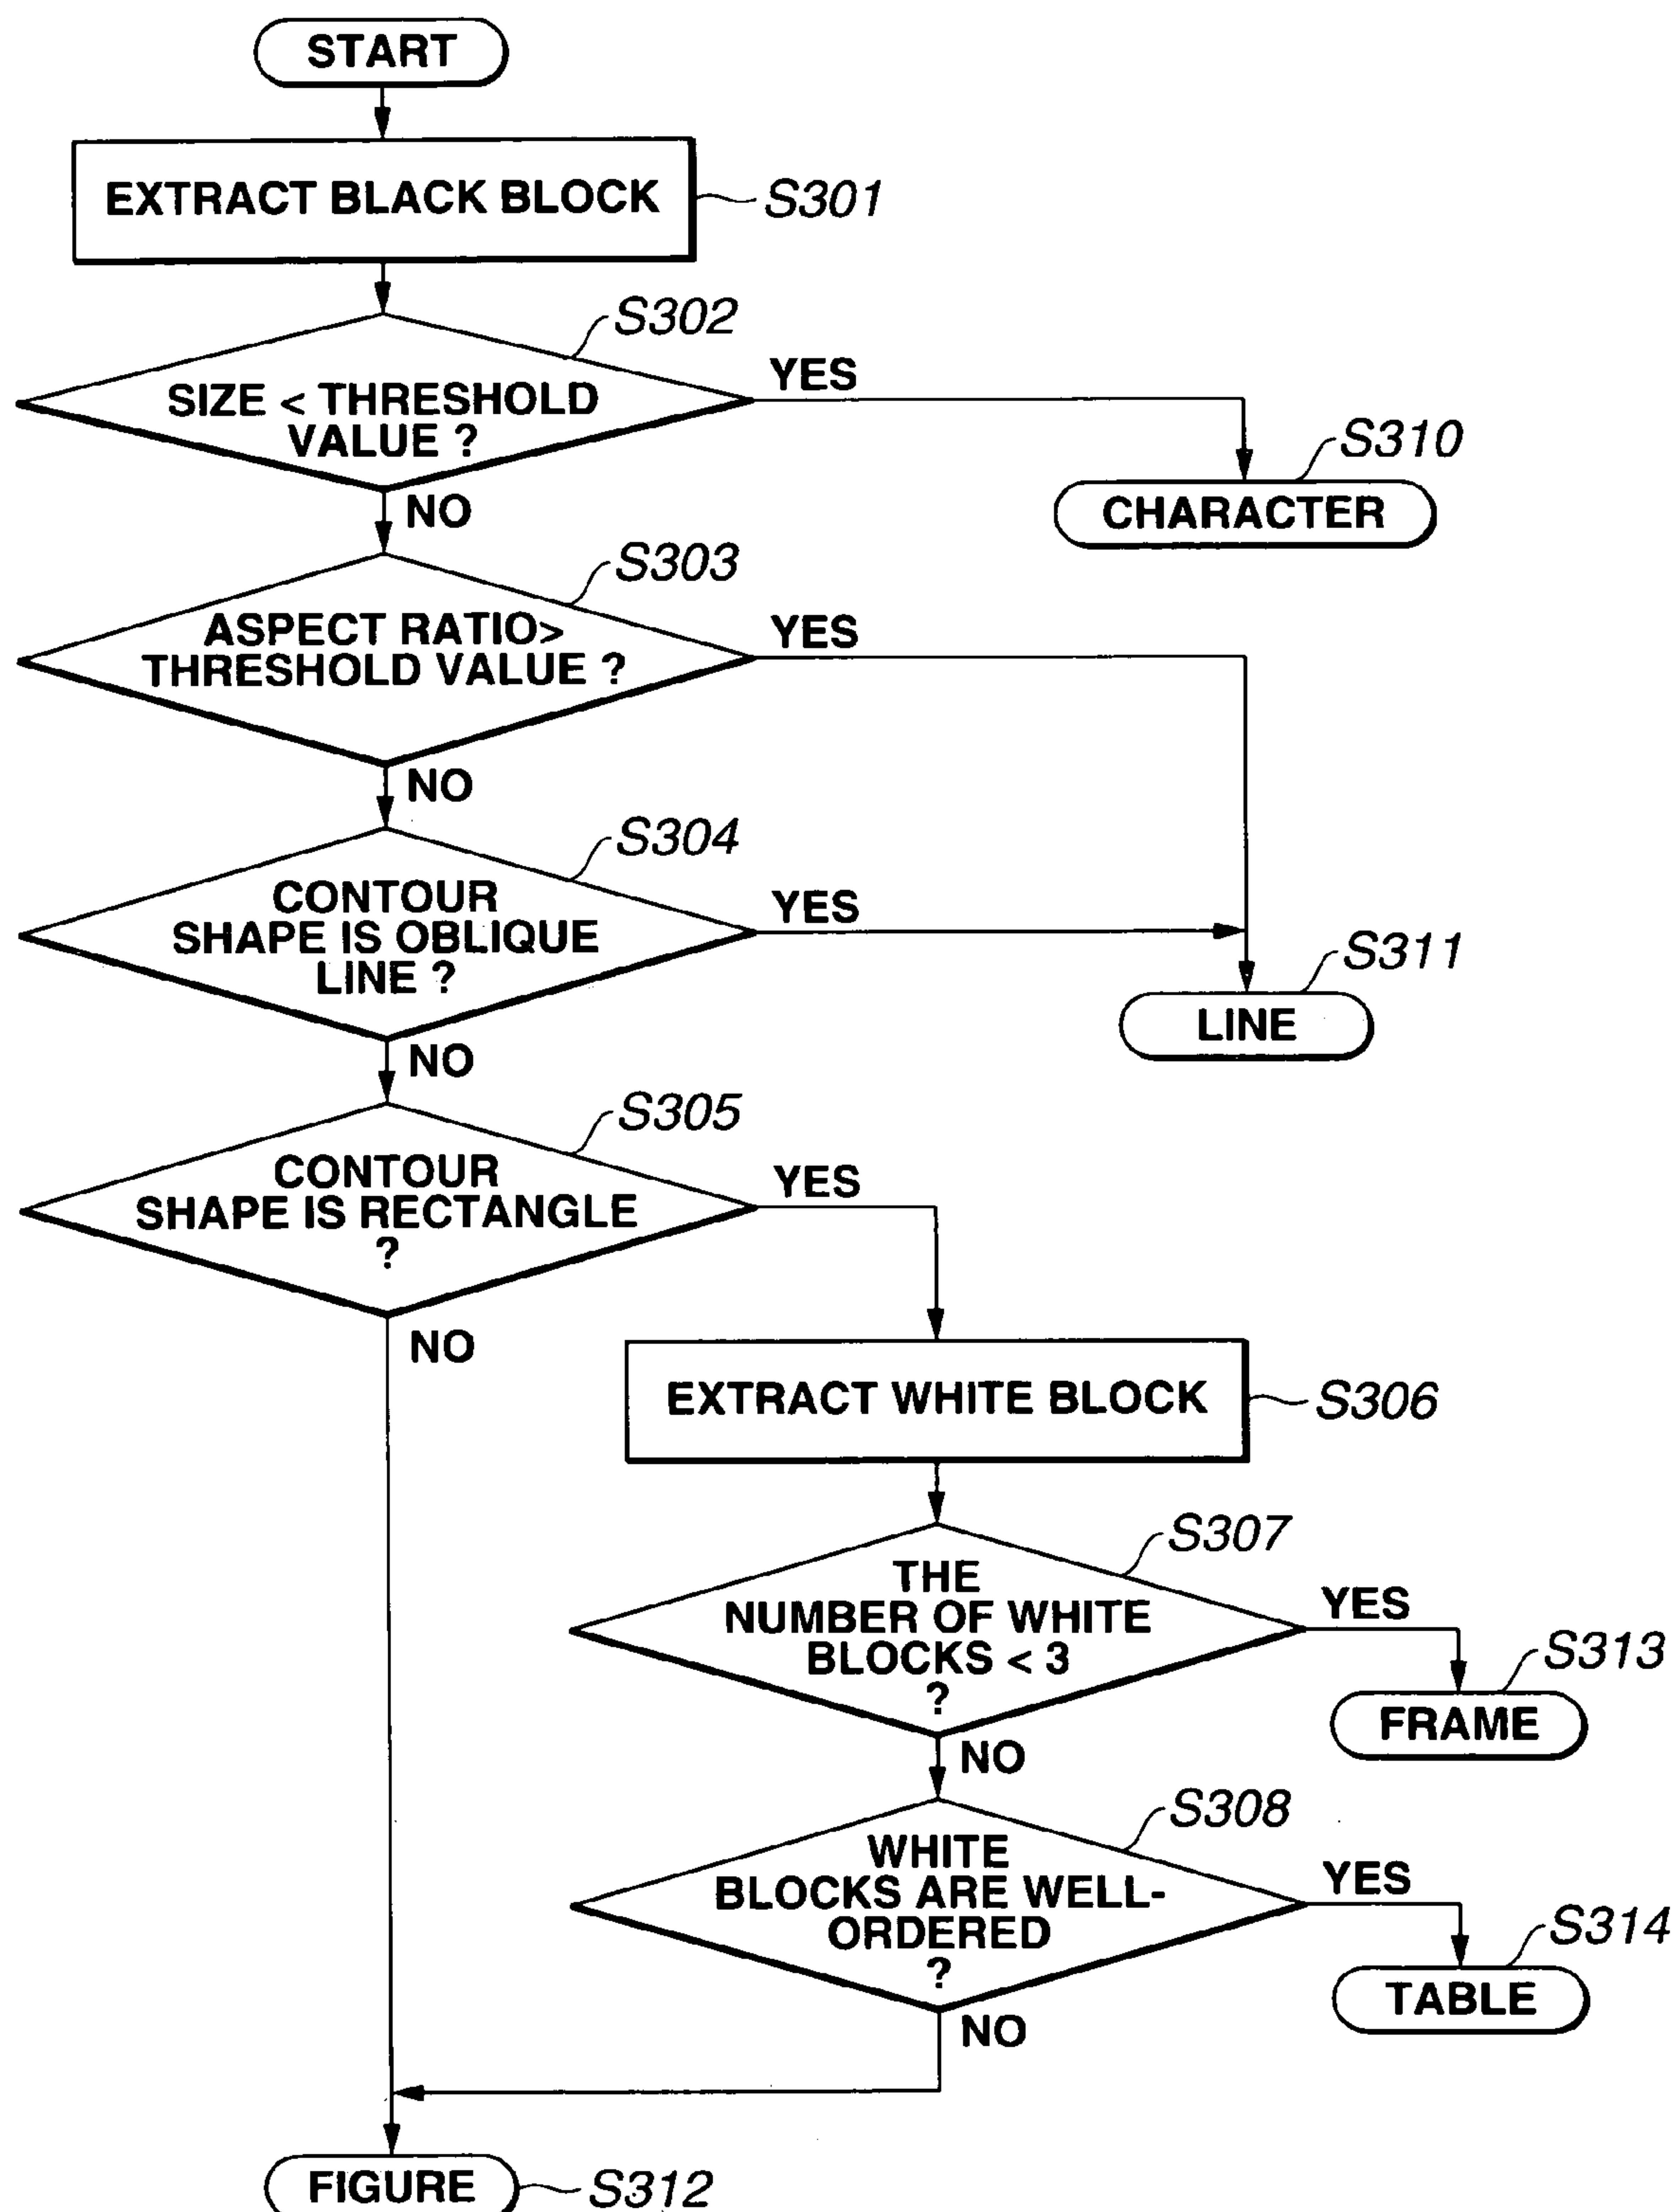 START
EXTRACT BLACK BLOCK
S301
S302
SIZE < THRESHOLD
VALUE ?
YES
NO
S310
CHARACTER
S303
ASPECT RATIO>
THRESHOLD VALUE ?
YES
NO
S304
CONTOUR
SHAPE IS OBLIQUE
LINE ?
YES
NO
S311
LINE
S305
CONTOUR
SHAPE IS RECTANGLE
?
YES
NO
EXTRACT WHITE BLOCK
S306
S307
THE
NUMBER OF WHITE
BLOCKS < 3
?
YES
NO
S313
FRAME
S308
WHITE
BLOCKS ARE WELL-
ORDERED
?
YES
NO
S314
TABLE
FIGURE
S312